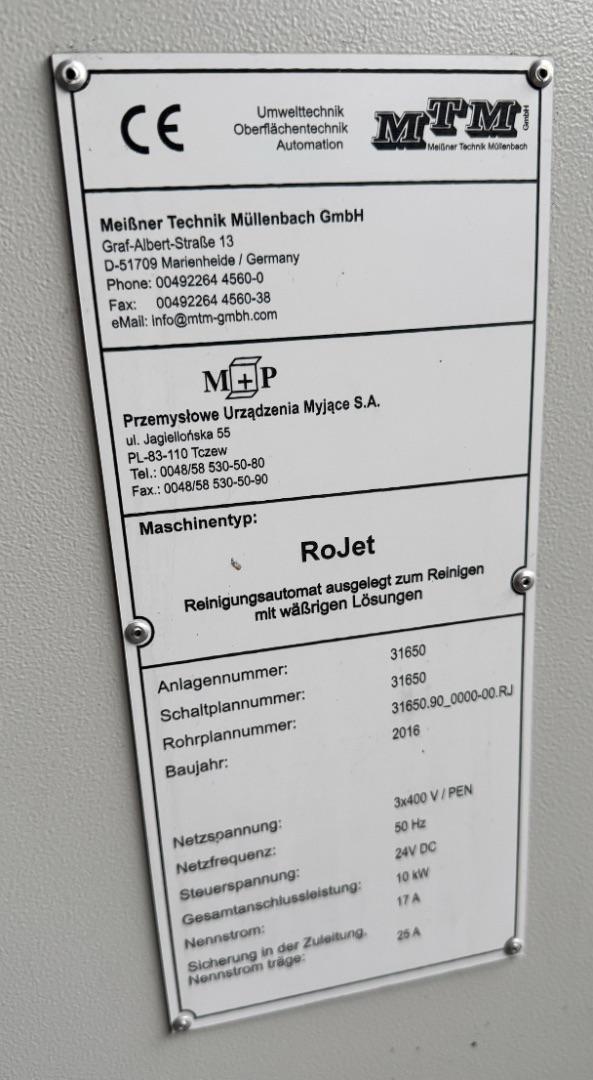 CE
Umwelttechnik
Oberflächentechnik
Automation
MTM GmbH
Meißner Technik Müllenbach
Meißner Technik Müllenbach GmbH
Graf-Albert-Straße 13
D-51709 Marienheide / Germany
Phone: 00492264 4560-0
Fax: 00492264 4560-38
eMail: info@mtm-gmbh.com
M+P
Przemysłowe Urządzenia Myjące S.A.
ul. Jagiellońska 55
PL-83-110 Tczew
Tel.: 0048/58 530-50-80
Fax.: 0048/58 530-50-90
Maschinentyp:
RoJet
Reinigungsautomat ausgelegt zum Reinigen
mit wäßrigen Lösungen
Anlagennummer: 31650
Schaltplannummer: 31650
Rohrplannummer: 31650.90_0000-00.RJ
Baujahr: 2016
Netzspannung: 3x400 V / PEN
Netzfrequenz: 50 Hz
Steuerspannung: 24V DC
Gesamtanschlussleistung: 10 kW
Nennstrom: 17 A
Sicherung in der Zuleitung, 25 A
Nennstrom träge: